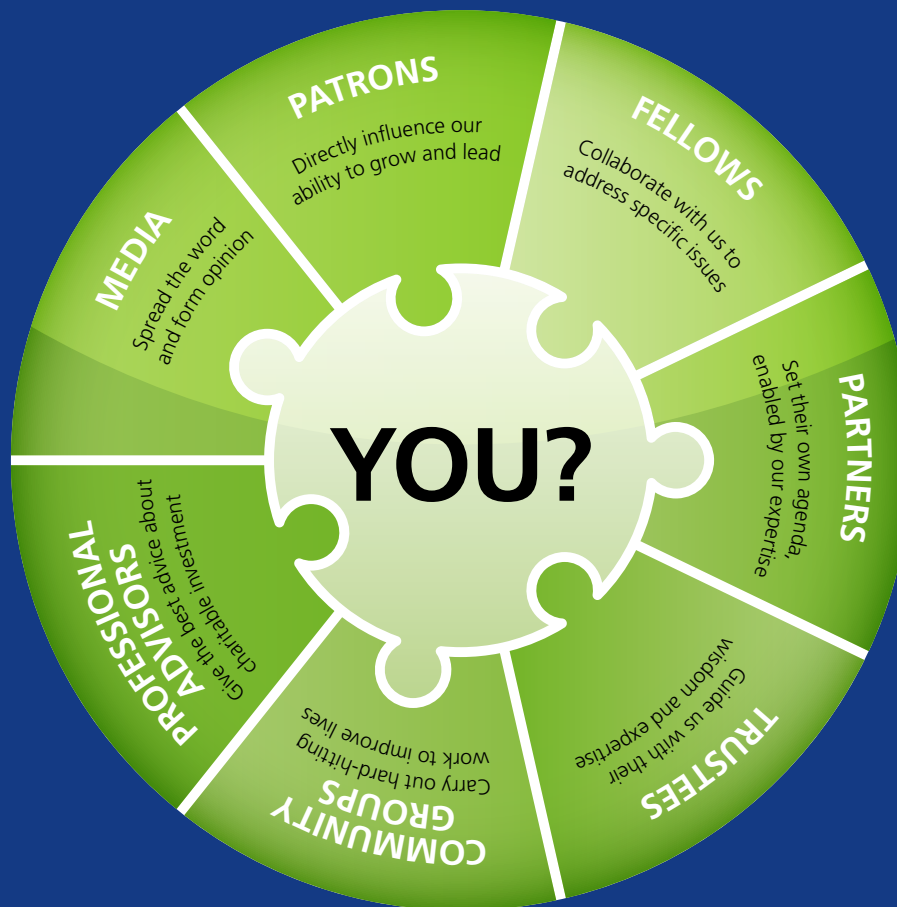 PATRONS
Directly influence our
ability to grow and lead
FELLOWS
Collaborate with us to
address specific issues
PARTNERS
Set their own agenda,
enabled by our expertise
TRUSTEES
Guide us with their
wisdom and expertise
COMMUNITY
GROUPS
Carry out hard-hitting
work to improve lives
PROFESSIONAL
ADVISORS
Give the best advice about
charitable investment
MEDIA
Spread the word
and form opinion
YOU?